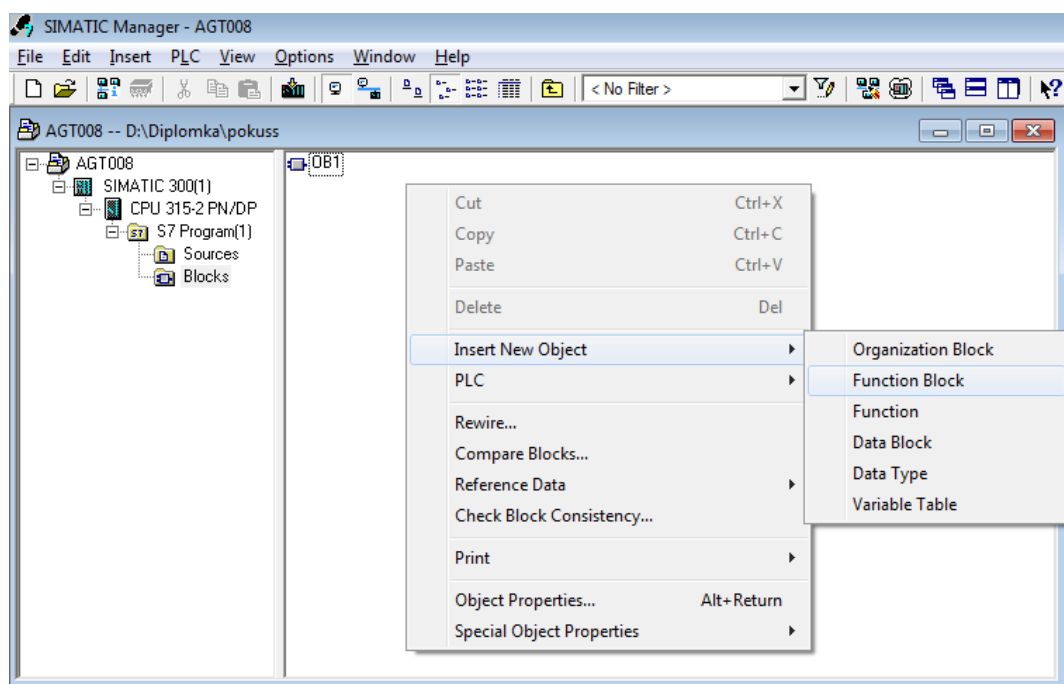 SIMATIC Manager - AGT008
File Edit Insert PLC View Options Window Help
< No Filter >
AGT008 -- D:\Diplomka\pokuss
AGT008
SIMATIC 300(1)
CPU 315-2 PN/DP
S7 Program(1)
Sources
Blocks
OB1
Cut Ctrl+X
Copy Ctrl+C
Paste Ctrl+V
Delete Del
Insert New Object
PLC
Rewire...
Compare Blocks...
Reference Data
Check Block Consistency...
Print
Object Properties... Alt+Return
Special Object Properties
Organization Block
Function Block
Function
Data Block
Data Type
Variable Table